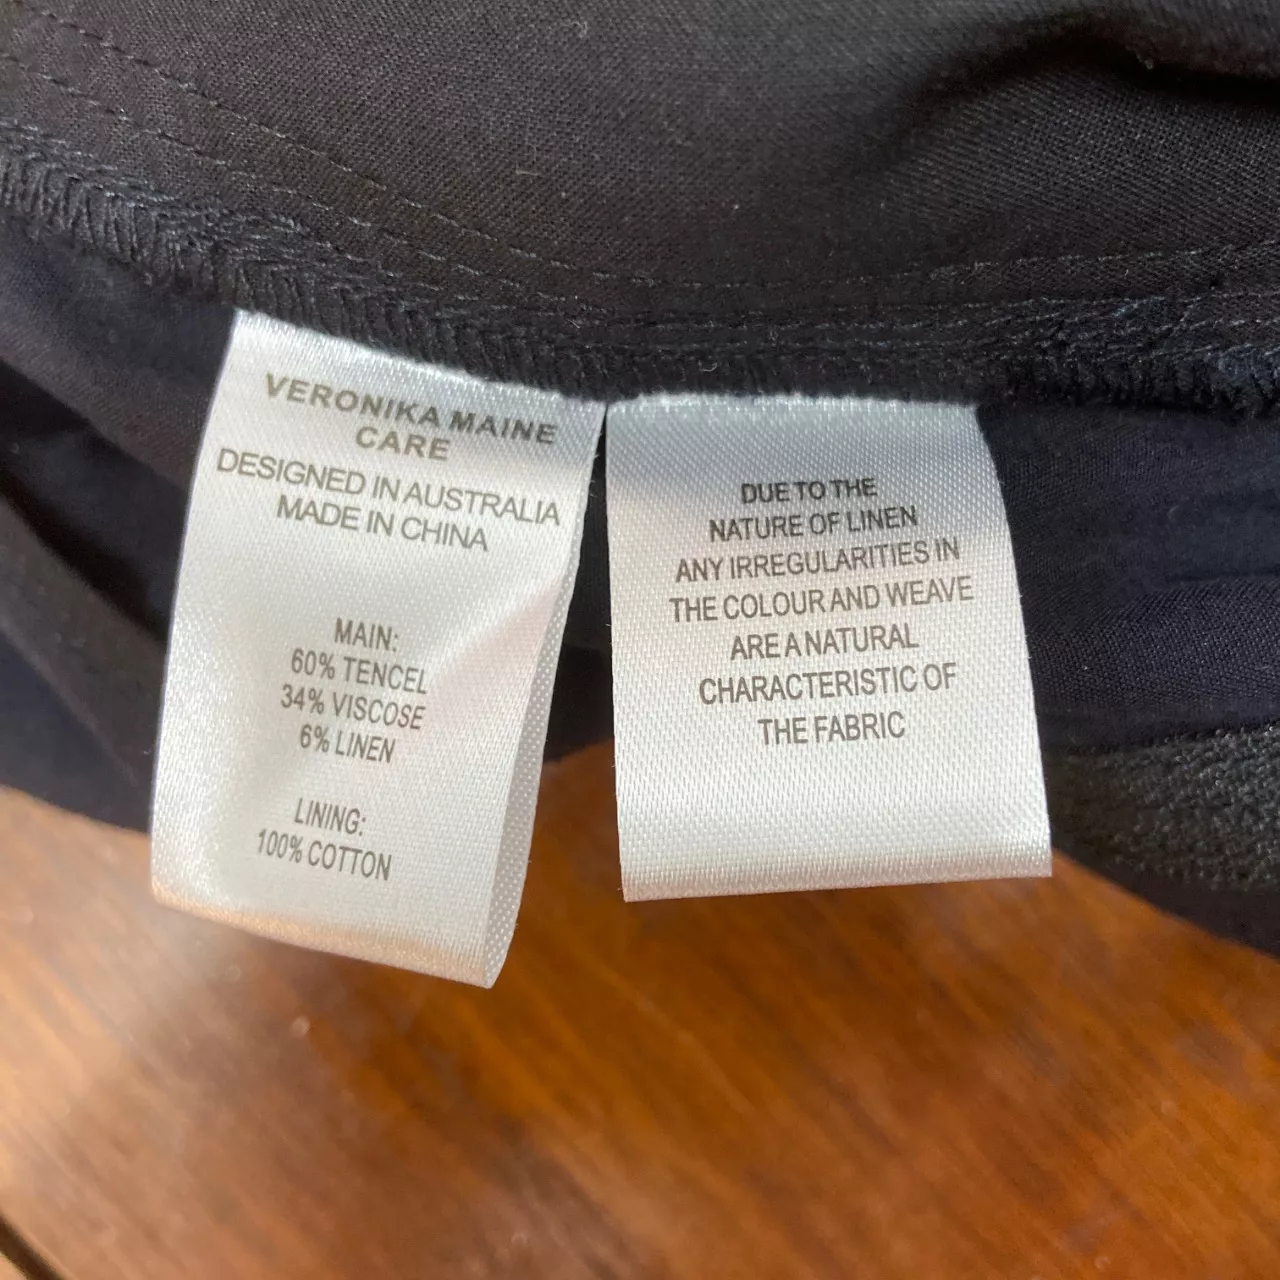 VERONIKA MAINE
CARE
DESIGNED IN AUSTRALIA
MADE IN CHINA
MAIN:
60% TENCEL
34% VISCOSE
6% LINEN
LINING:
100% COTTON
DUE TO THE
NATURE OF LINEN
ANY IRREGULARITIES IN
THE COLOUR AND WEAVE
ARE A NATURAL
CHARACTERISTIC OF
THE FABRIC